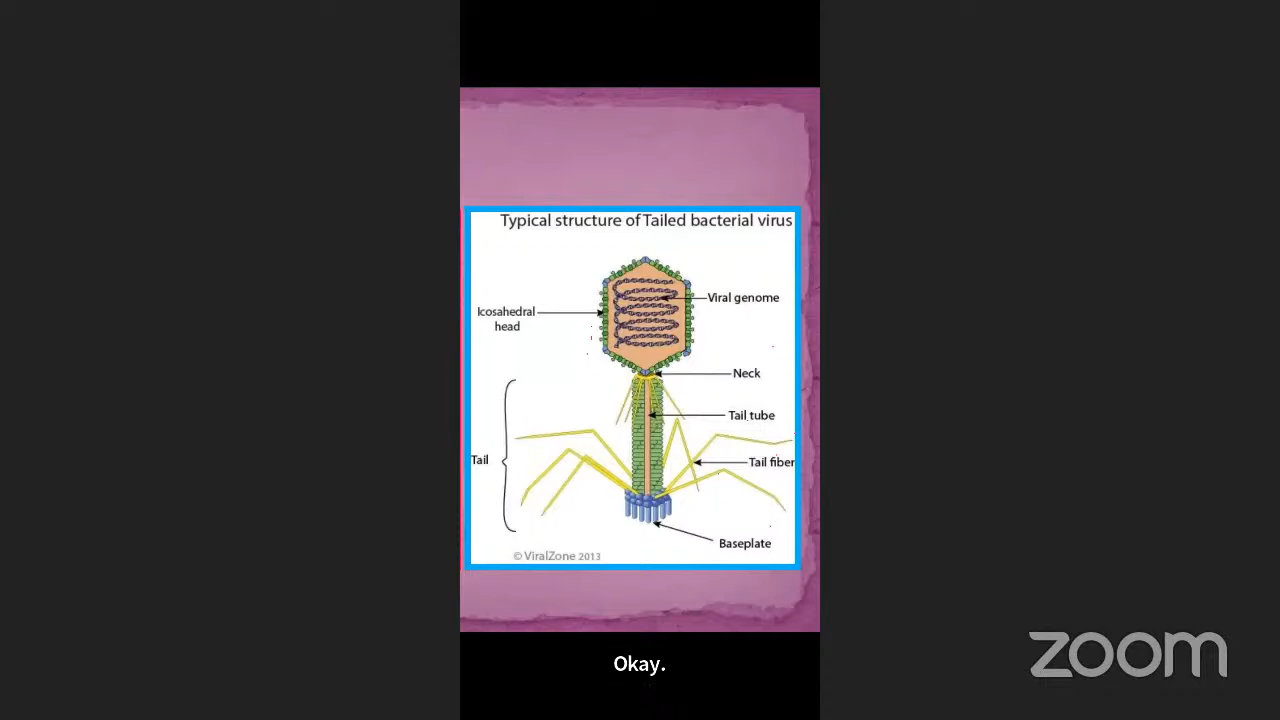 Typical structure of Tailed bacterial virus
Viral genome
Icosahedral
head
Neck
Tail tube
Tail
Tail fiber
Baseplate
© ViralZone 2013
Okay.
zoom